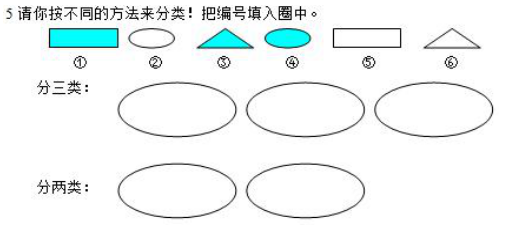 5 请你按不同的方法来分类！把编号填入圈中。
① ② ③ ④ ⑤ ⑥
分三类：
分两类：